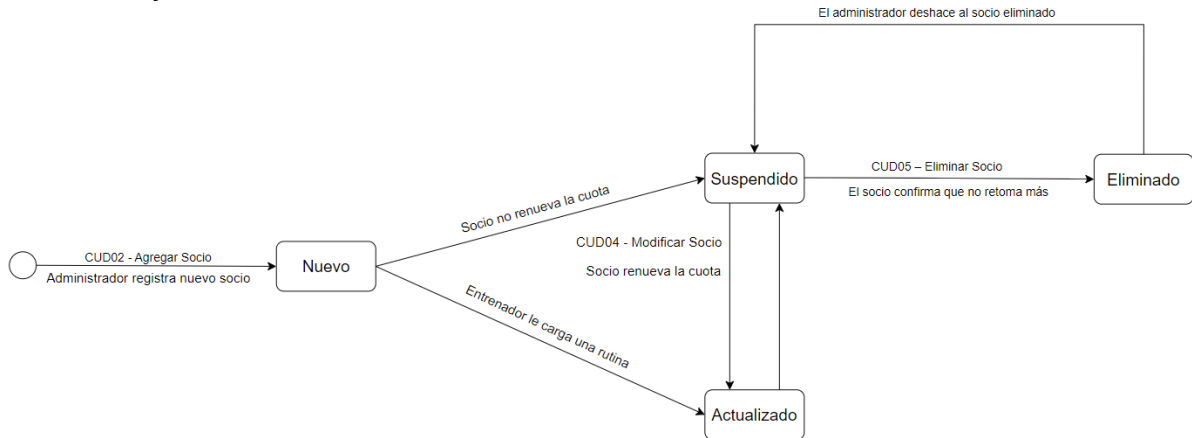 El administrador deshace al socio eliminado
Suspendido
CUD05 – Eliminar Socio
El socio confirma que no retoma más
Eliminado
Socio no renueva la cuota
CUD04 - Modificar Socio
Socio renueva la cuota
CUD02 - Agregar Socio
Administrador registra nuevo socio
Nuevo
Entrenador le carga una rutina
Actualizado